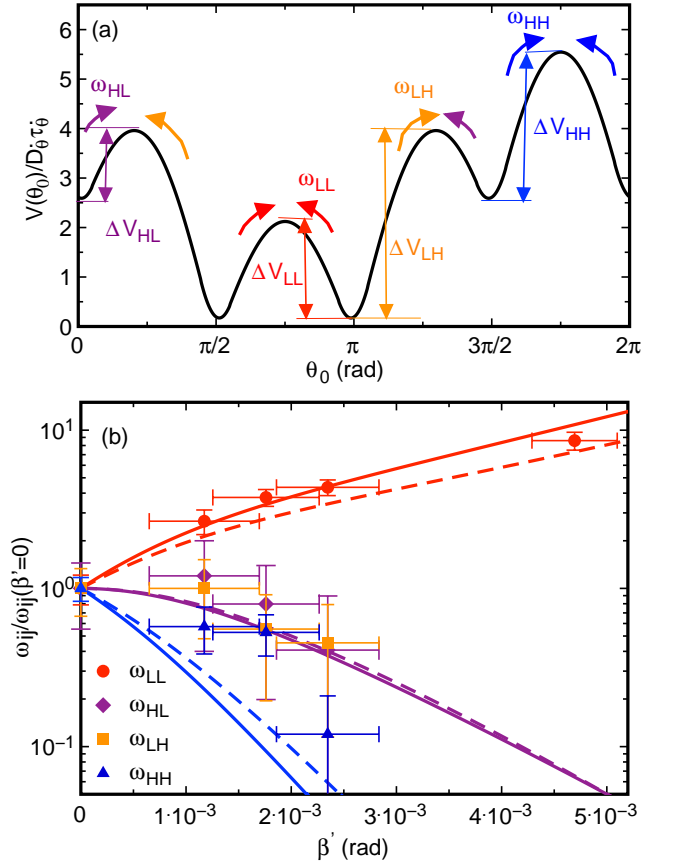 (a)
ω_HH
6
5
ω_HL
ω_LH
4
V(θ₀)/D_θ̇ τ_θ̇
3
ΔV_HH
ω_LL
2
ΔV_HL
ΔV_LL
ΔV_LH
1
0
0 π/2 π 3π/2 2π
θ₀ (rad)
(b)
10¹
ω_ij/ω_ij(β'=0)
10⁰
ω_LL
ω_HL
ω_LH
10⁻¹
ω_HH
0 1·10⁻³ 2·10⁻³ 3·10⁻³ 4·10⁻³ 5·10⁻³
β' (rad)